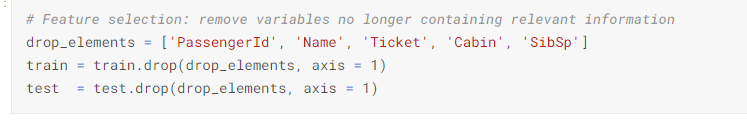 # Feature selection: remove variables no longer containing relevant information
drop_elements = ['PassengerId', 'Name', 'Ticket', 'Cabin', 'SibSp']
train = train.drop(drop_elements, axis = 1)
test  = test.drop(drop_elements, axis = 1)